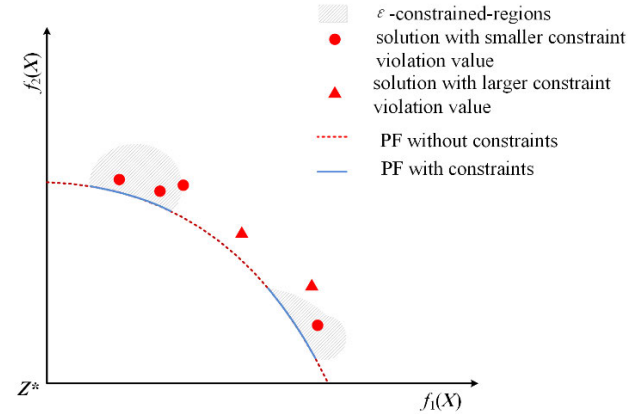 ε-constrained-regions
solution with smaller constraint
violation value
solution with larger constraint
violation value
PF without constraints
PF with constraints
f₂(X)
Z*
f₁(X)